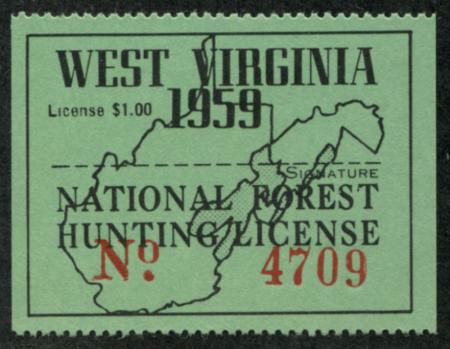 WEST VIRGINIA
1959
License $1.00
SIGNATURE
NATIONAL FOREST
HUNTING LICENSE
No. 4709